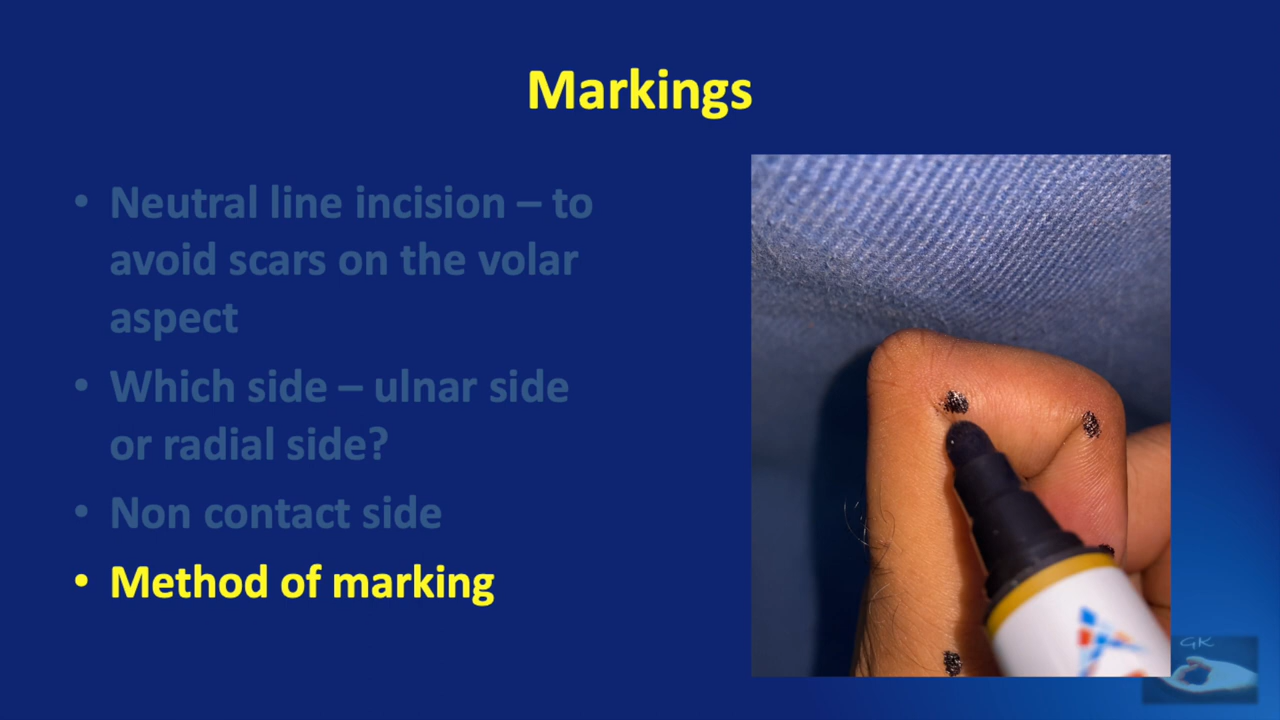 Markings
• Neutral line incision – to
avoid scars on the volar
aspect
• Which side – ulnar side
or radial side?
• Non contact side
• Method of marking
GK